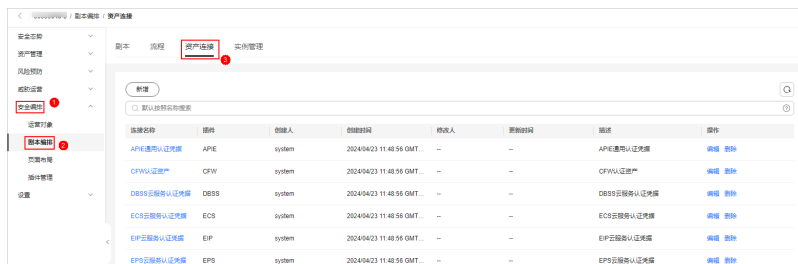 / 剧本编排 / 资产连接
安全态势
资产管理
风险预防
威胁运营
安全编排 1
运营对象
剧本编排 2
页面布局
插件管理
设置
剧本 流程 资产连接 实例管理
3
新增
默认按照名称搜索
连接名称 插件 创建人 创建时间 修改人 更新时间 描述 操作
APIE通用认证凭据 APIE system 2024/04/23 11:48:56 GMT... -- -- APIE通用认证凭据 编辑 删除
CFW认证资产 CFW system 2024/04/23 11:48:56 GMT... -- -- CFW认证资产 编辑 删除
DBSS云服务认证凭据 DBSS system 2024/04/23 11:48:56 GMT... -- -- DBSS云服务认证凭据 编辑 删除
ECS云服务认证凭据 ECS system 2024/04/23 11:48:56 GMT... -- -- ECS云服务认证凭据 编辑 删除
EIP云服务认证凭据 EIP system 2024/04/23 11:48:56 GMT... -- -- EIP云服务认证凭据 编辑 删除
EPS云服务认证凭据 EPS system 2024/04/23 11:48:56 GMT... -- -- EPS云服务认证凭据 编辑 删除